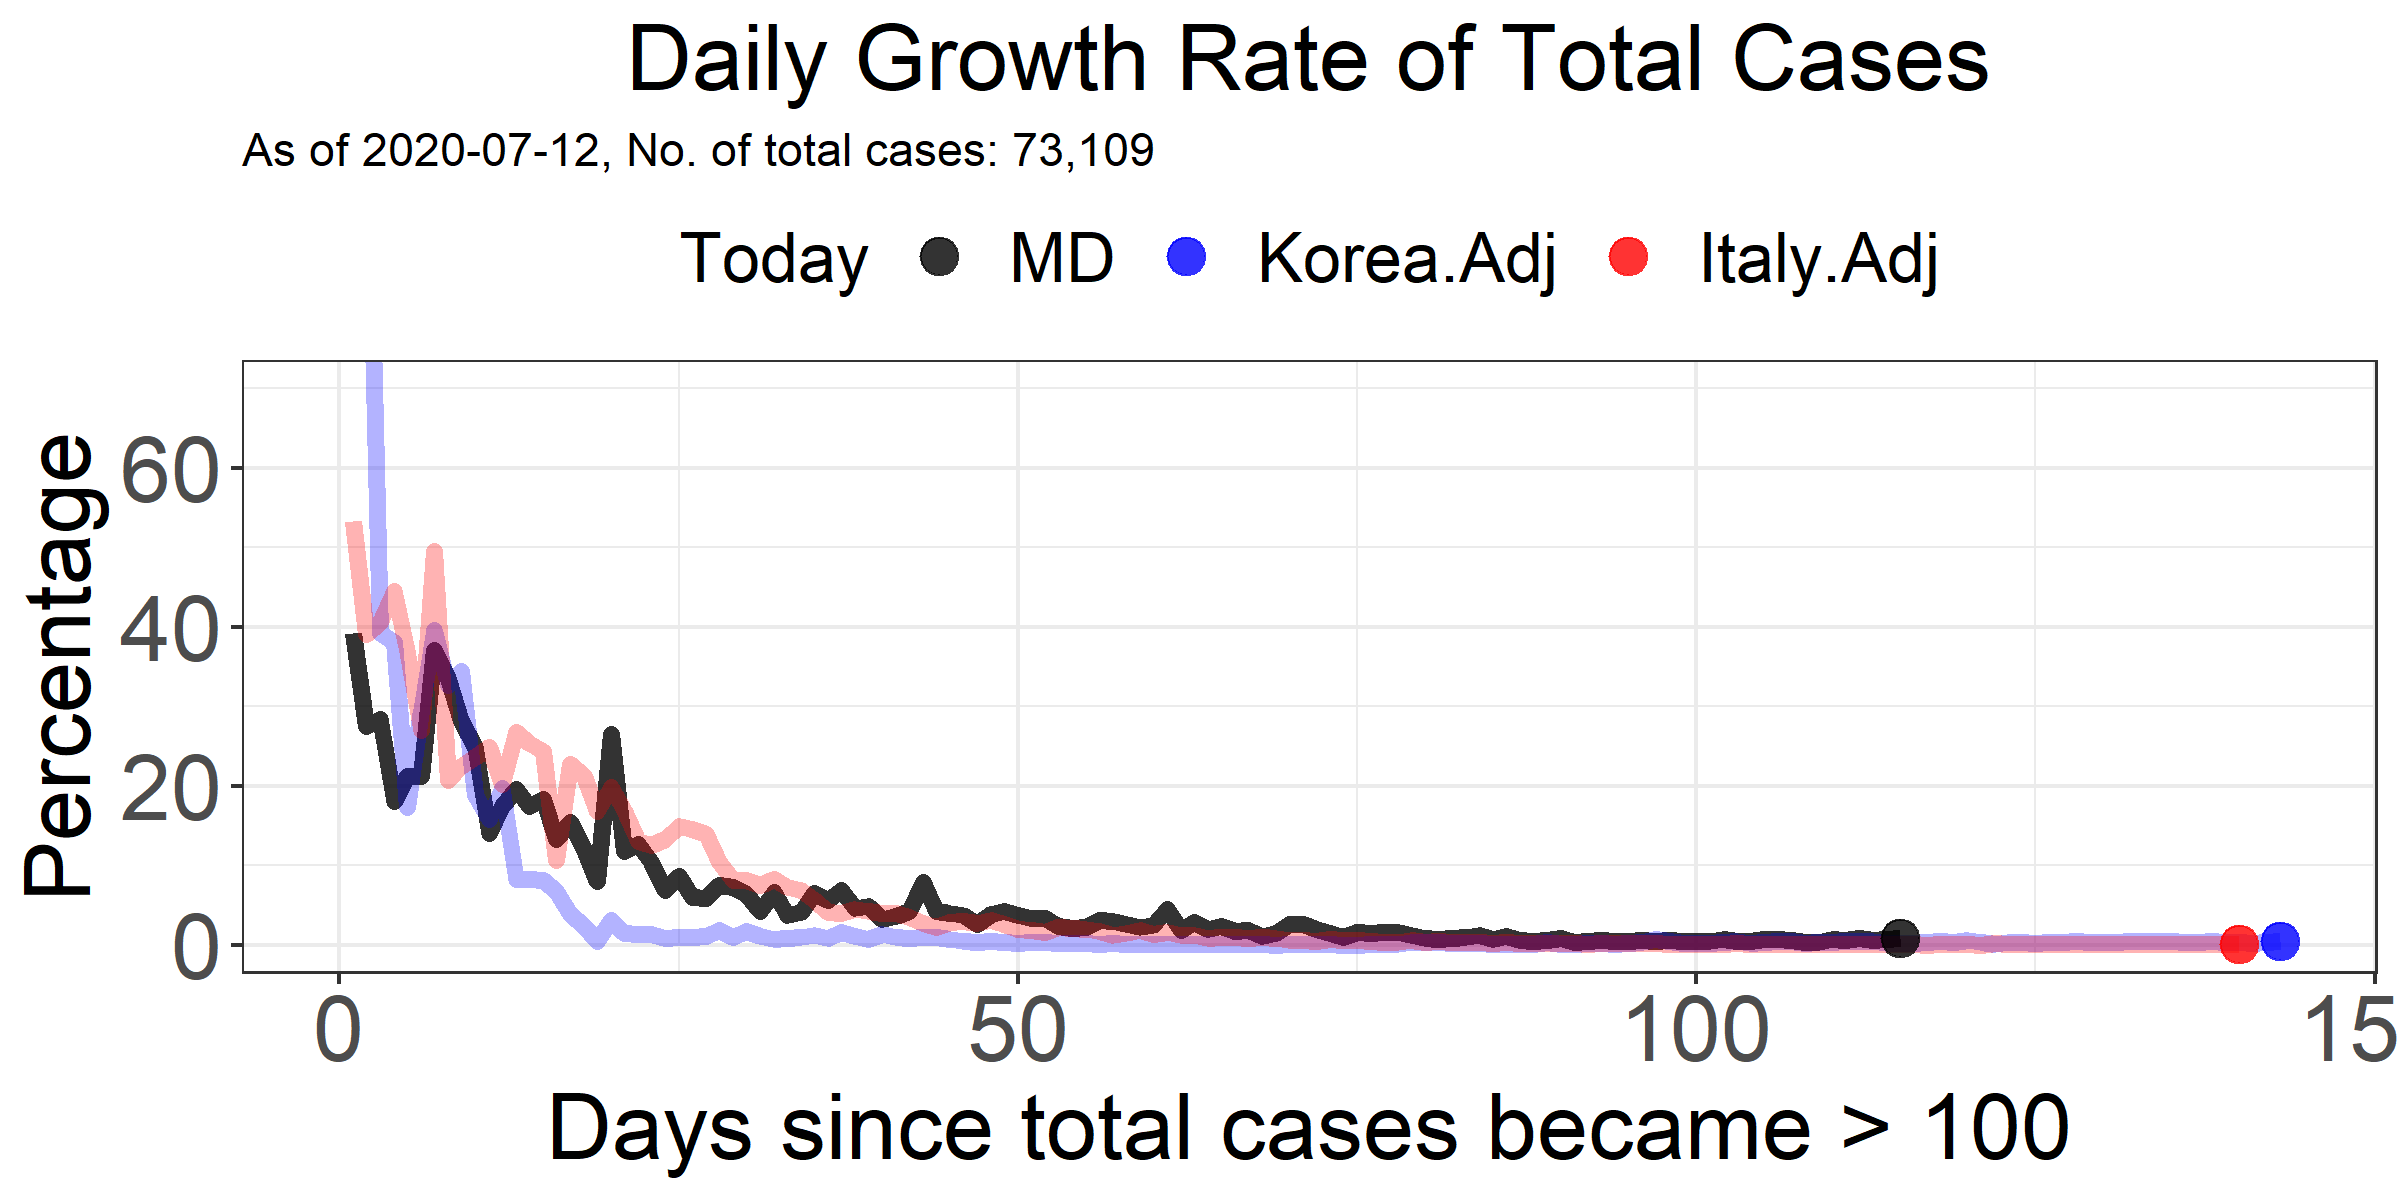 Daily Growth Rate of Total Cases
As of 2020-07-12, No. of total cases: 73,109
Today MD Korea.Adj Italy.Adj
Percentage
60
40
20
0
0 50 100 15
Days since total cases became > 100